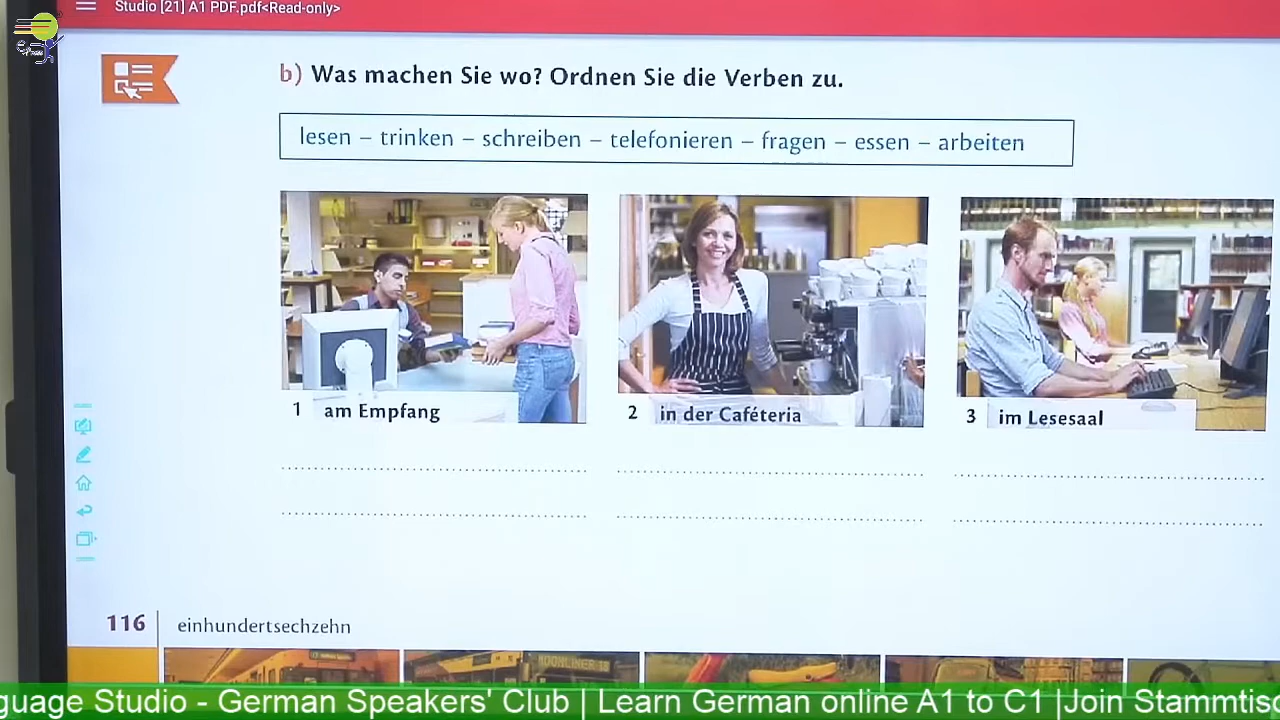 Studio [21] A1 PDF.pdf<Read-only>
b) Was machen Sie wo? Ordnen Sie die Verben zu.
lesen – trinken – schreiben – telefonieren – fragen – essen – arbeiten
1 am Empfang
2 in der Caféteria
3 im Lesesaal
116 einhundertsechzehn
MOONLINER 13
guage Studio - German Speakers' Club | Learn German online A1 to C1 |Join Stammtisc